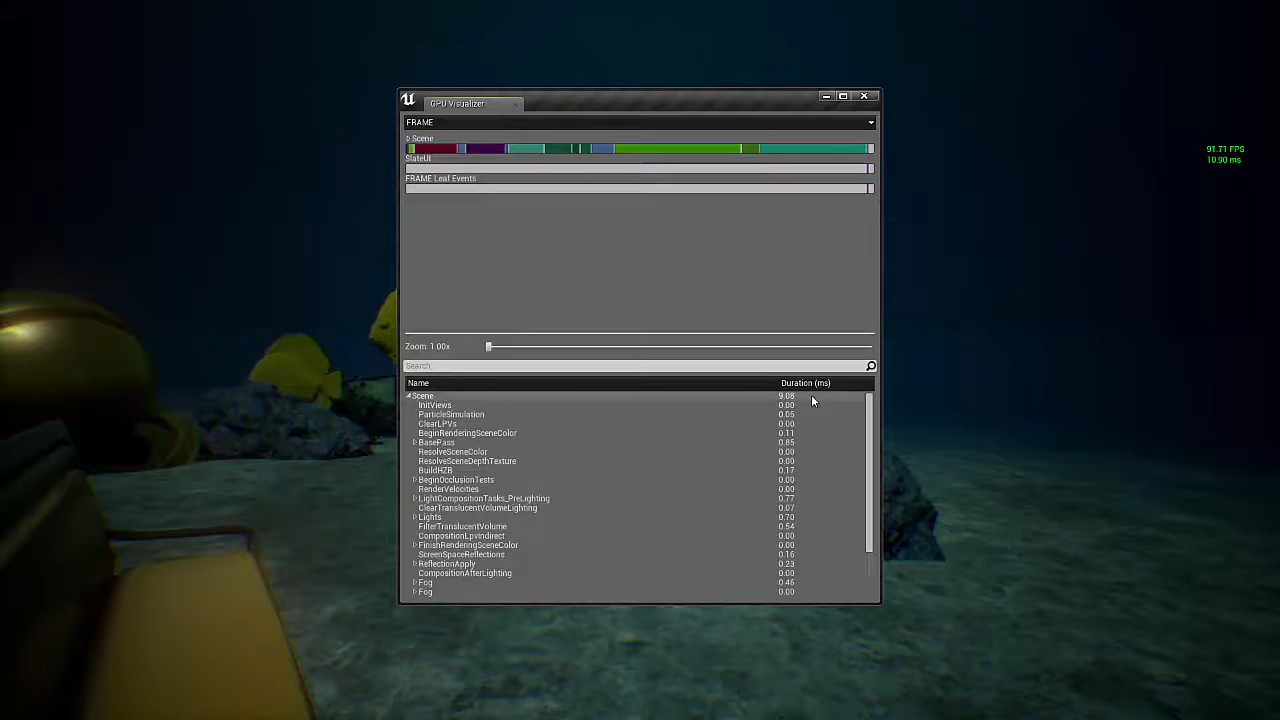 GPU Visualizer
FRAME
Scene
SlateUI
FRAME Leaf Events
91.71 FPS
10.90 ms
Zoom: 1.00x
Search
Name Duration (ms)
Scene 9.08
InitViews 0.00
ParticleSimulation 0.05
ClearLPVs 0.00
BeginRenderingSceneColor 0.11
BasePass 0.85
ResolveSceneColor 0.00
ResolveSceneDepthTexture 0.00
BuildHZB 0.17
BeginOcclusionTests 0.00
RenderVelocities 0.00
LightCompositionTasks_PreLighting 0.77
ClearTranslucentVolumeLighting 0.07
Lights 0.70
FilterTranslucentVolume 0.54
CompositionLpvIndirect 0.00
FinishRenderingSceneColor 0.00
ScreenSpaceReflections 0.16
ReflectionApply 0.23
CompositionAfterLighting 0.00
Fog 0.46
Fog 0.00